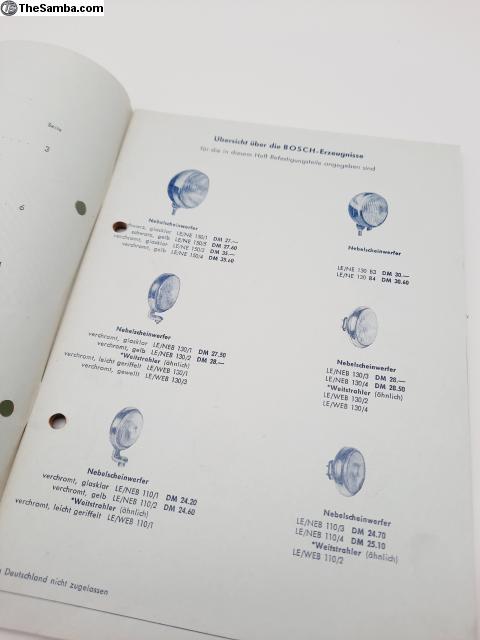 TheSamba.com
Seite
3
6
Übersicht über die BOSCH-Erzeugnisse
für die in diesem Heft Befestigungsteile angegeben sind
Nebelscheinwerfer
glasklar LE/NE 150/1 DM 27.—
schwarz, gelb LE/NE 150/5 DM 27.60
verchromt, glasklar LE/NE 150/3 DM 35.—
verchromt, gelb LE/NE 150/4 DM 35.60
Nebelscheinwerfer
LE/NE 130 B3 DM 30.—
LE/NE 130 B4 DM 30.60
Nebelscheinwerfer
verchromt, glasklar LE/NEB 130/1 DM 27.50
verchromt, gelb LE/NEB 130/2 DM 28.—
*Weitstrahler (ähnlich)
verchromt, leicht geriffelt LE/WEB 130/1
verchromt, gewellt LE/WEB 130/3
Nebelscheinwerfer
LE/NEB 130/3 DM 28.—
LE/NEB 130/4 DM 28.50
*Weitstrahler (ähnlich)
LE/WEB 130/2
LE/WEB 130/4
Nebelscheinwerfer
verchromt, glasklar LE/NEB 110/1 DM 24.20
verchromt, gelb LE/NEB 110/2 DM 24.60
*Weitstrahler (ähnlich)
verchromt, leicht geriffelt LE/WEB 110/1
Nebelscheinwerfer
LE/NEB 110/3 DM 24.70
LE/NEB 110/4 DM 25.10
*Weitstrahler (ähnlich)
LE/WEB 110/2
Deutschland nicht zugelassen